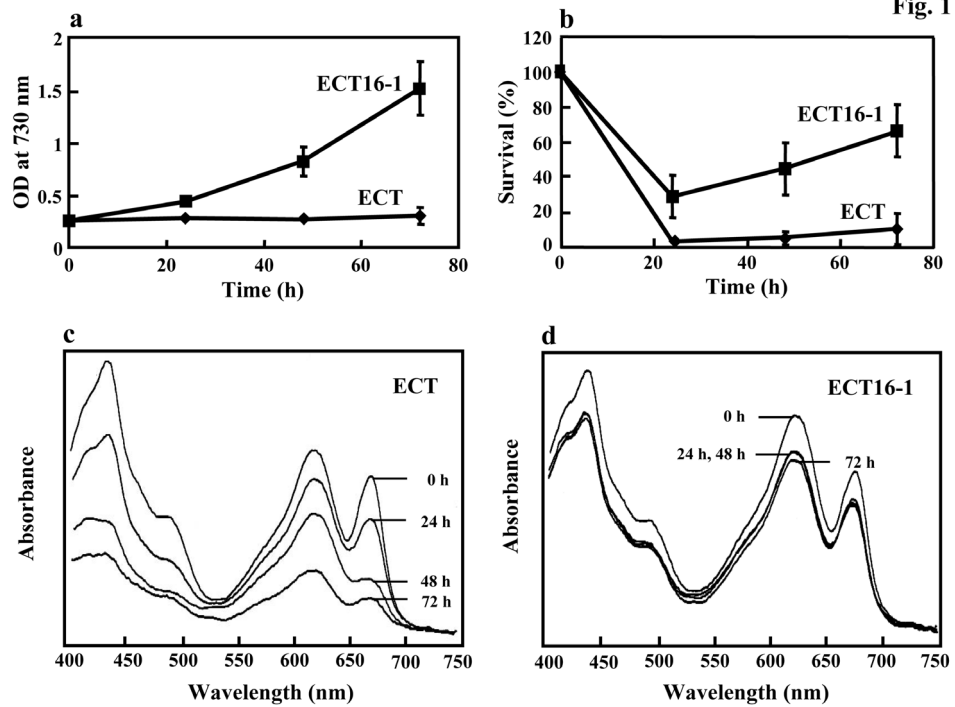 Fig. 1
a
OD at 730 nm
2
1.5
1
0.5
0
ECT16-1
ECT
0 20 40 60 80
Time (h)
b
Survival (%)
120
100
80
60
40
20
0
ECT16-1
ECT
0 20 40 60 80
Time (h)
c
Absorbance
ECT
0 h
24 h
48 h
72 h
400 450 500 550 600 650 700 750
Wavelength (nm)
d
Absorbance
ECT16-1
0 h
24 h, 48 h
72 h
400 450 500 550 600 650 700 750
Wavelength (nm)